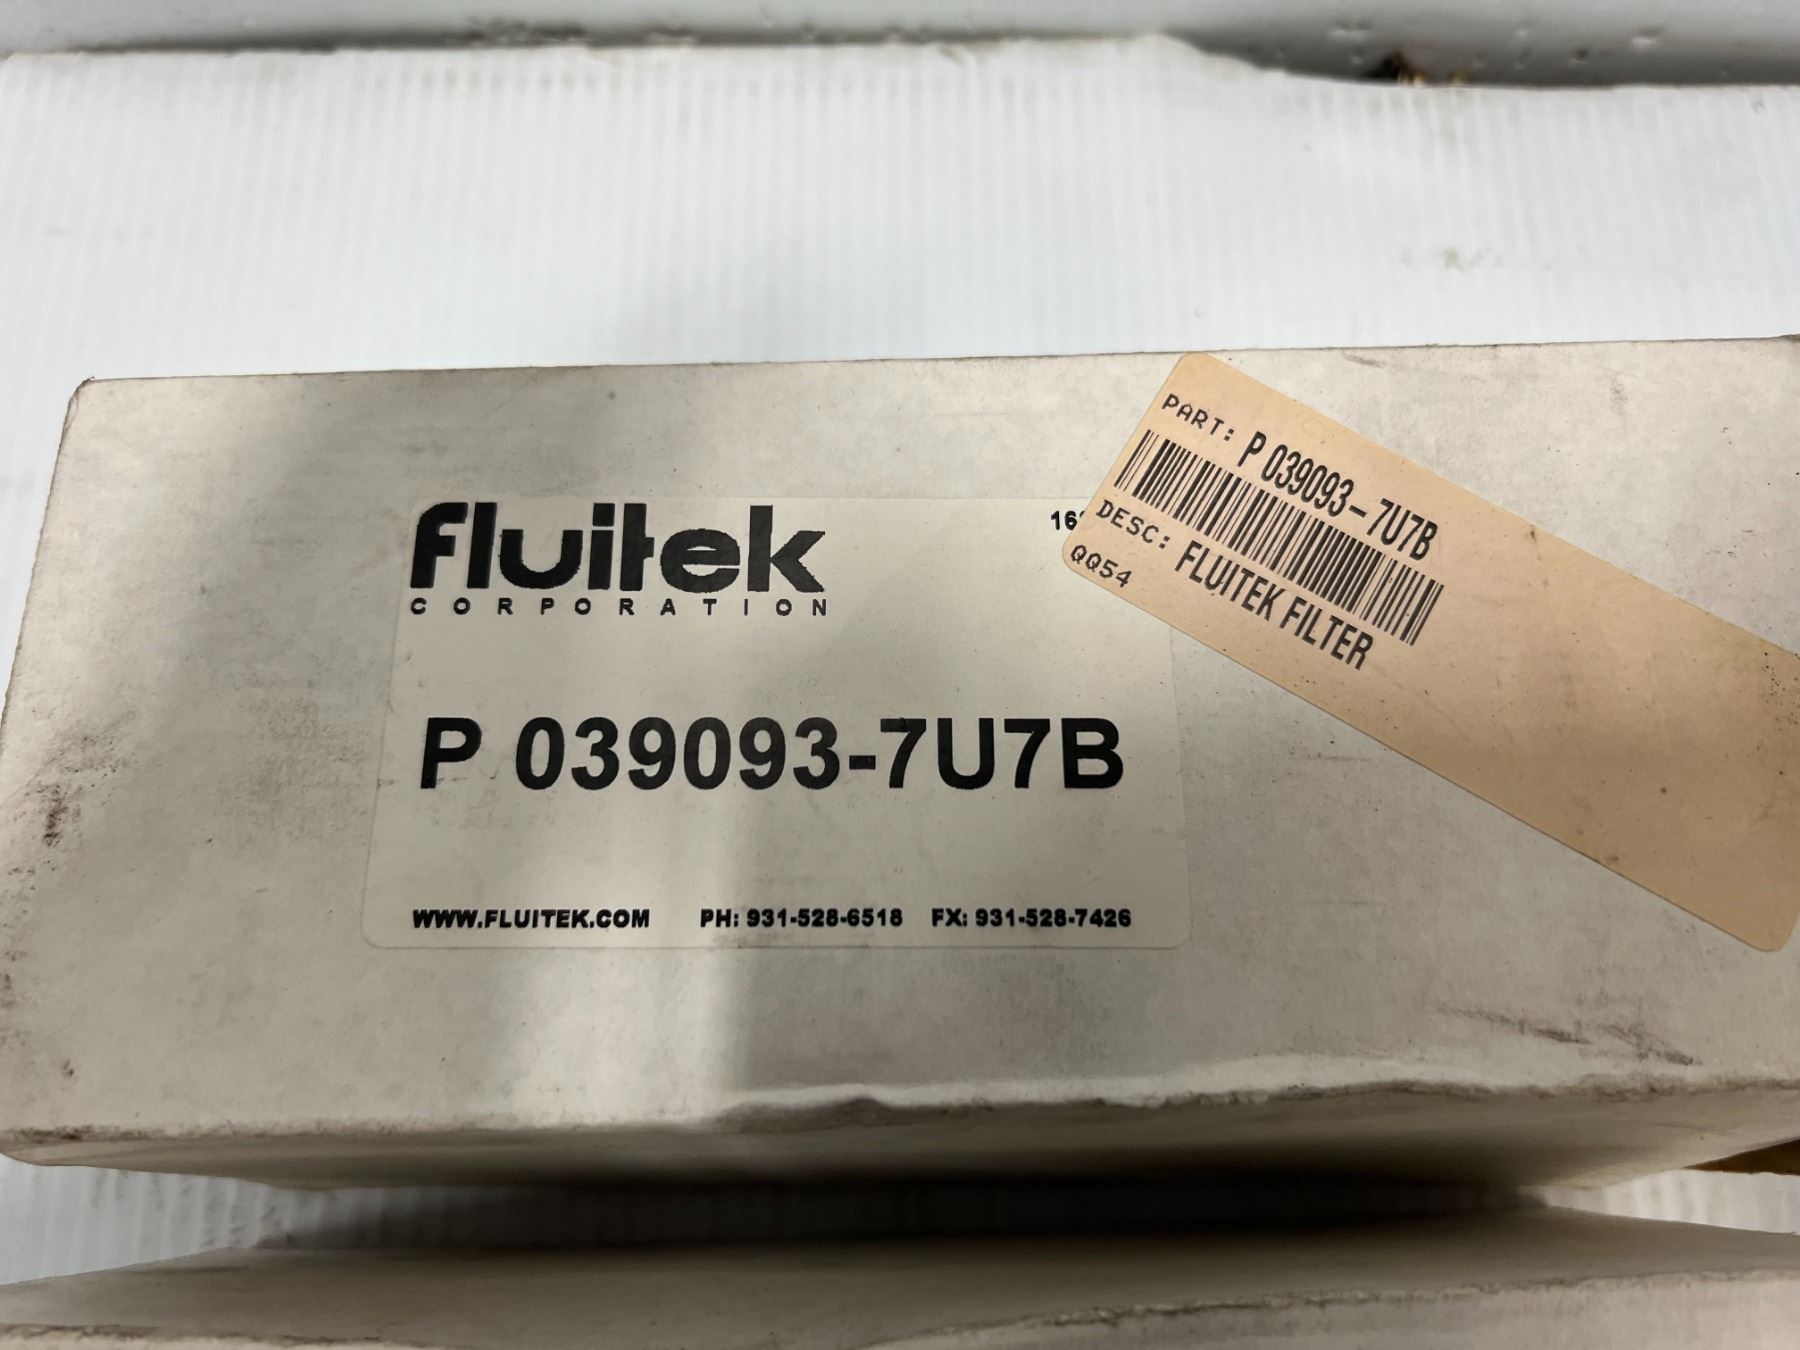 fluitek
CORPORATION
P 039093-7U7B
WWW.FLUITEK.COM PH: 931-528-6518 FX: 931-528-7426
PART: P 039093-7U7B
DESC: FLUITEK FILTER
QQ54